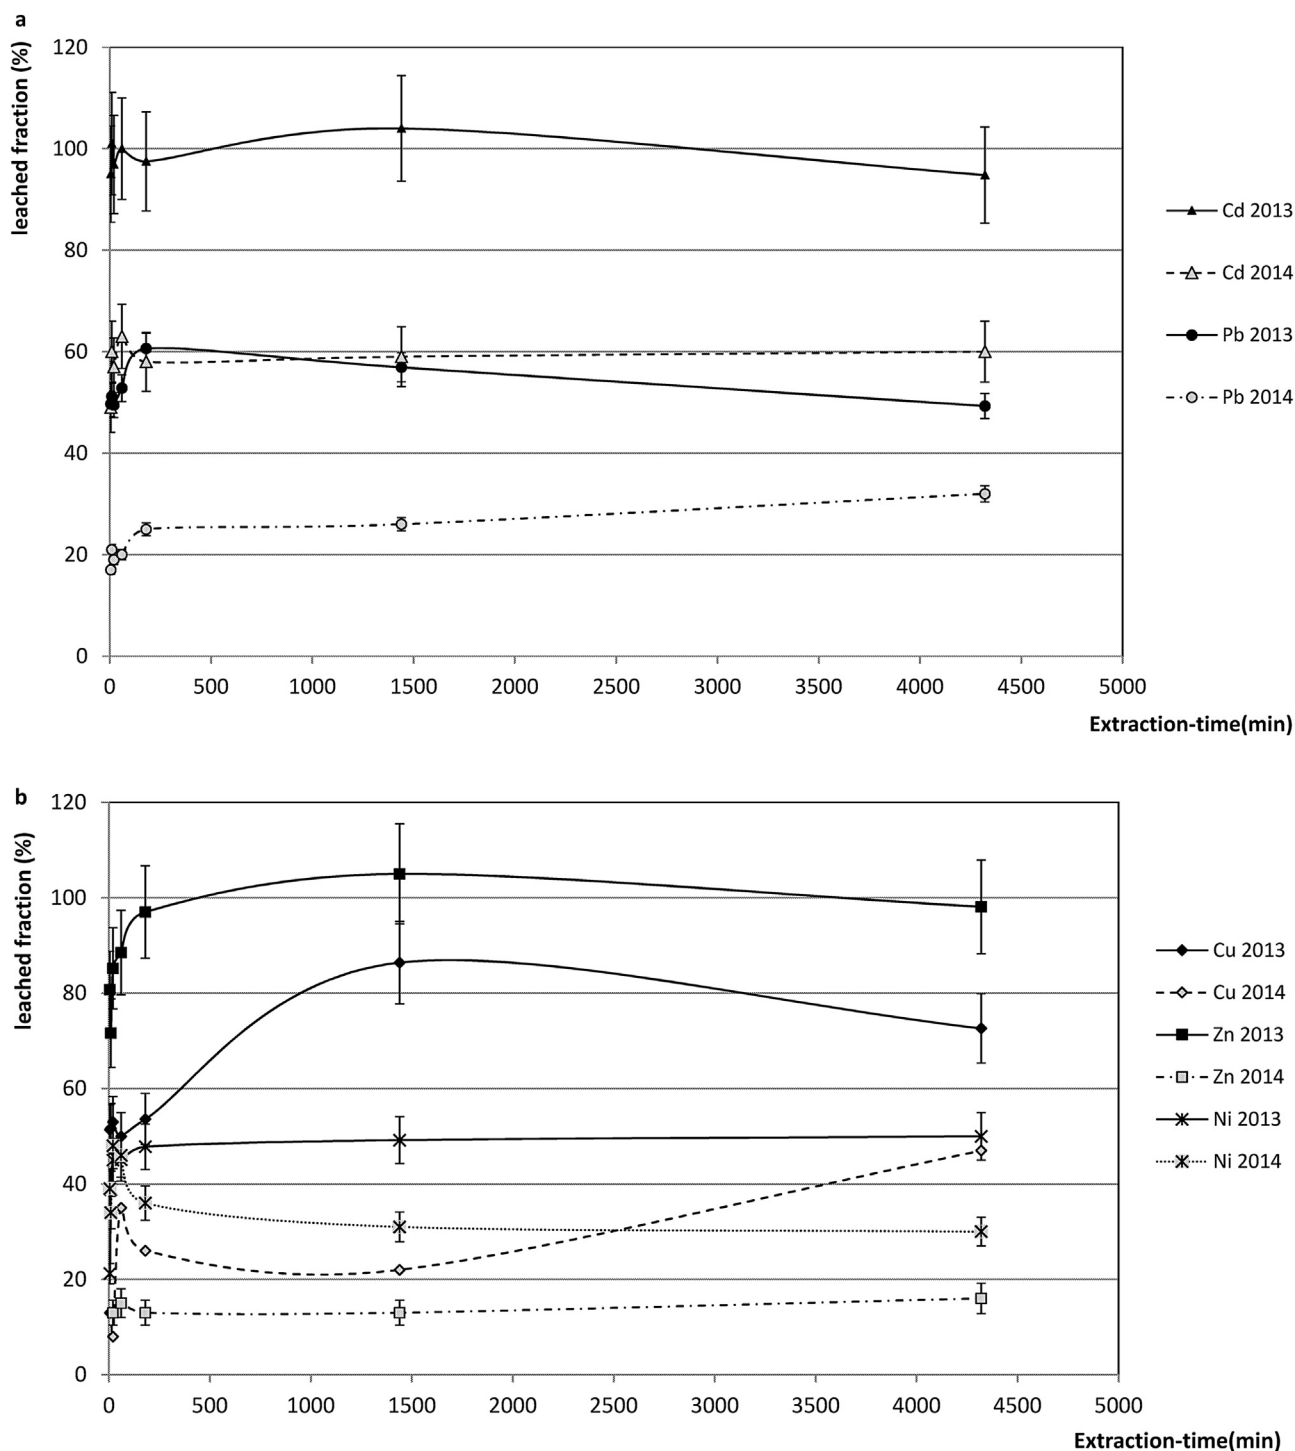 a
leached fraction (%)
120
100
80
60
40
20
0
0 500 1000 1500 2000 2500 3000 3500 4000 4500 5000
Extraction-time(min)
Cd 2013
Cd 2014
Pb 2013
Pb 2014
b
leached fraction (%)
120
100
80
60
40
20
0
0 500 1000 1500 2000 2500 3000 3500 4000 4500 5000
Extraction-time(min)
Cu 2013
Cu 2014
Zn 2013
Zn 2014
Ni 2013
Ni 2014